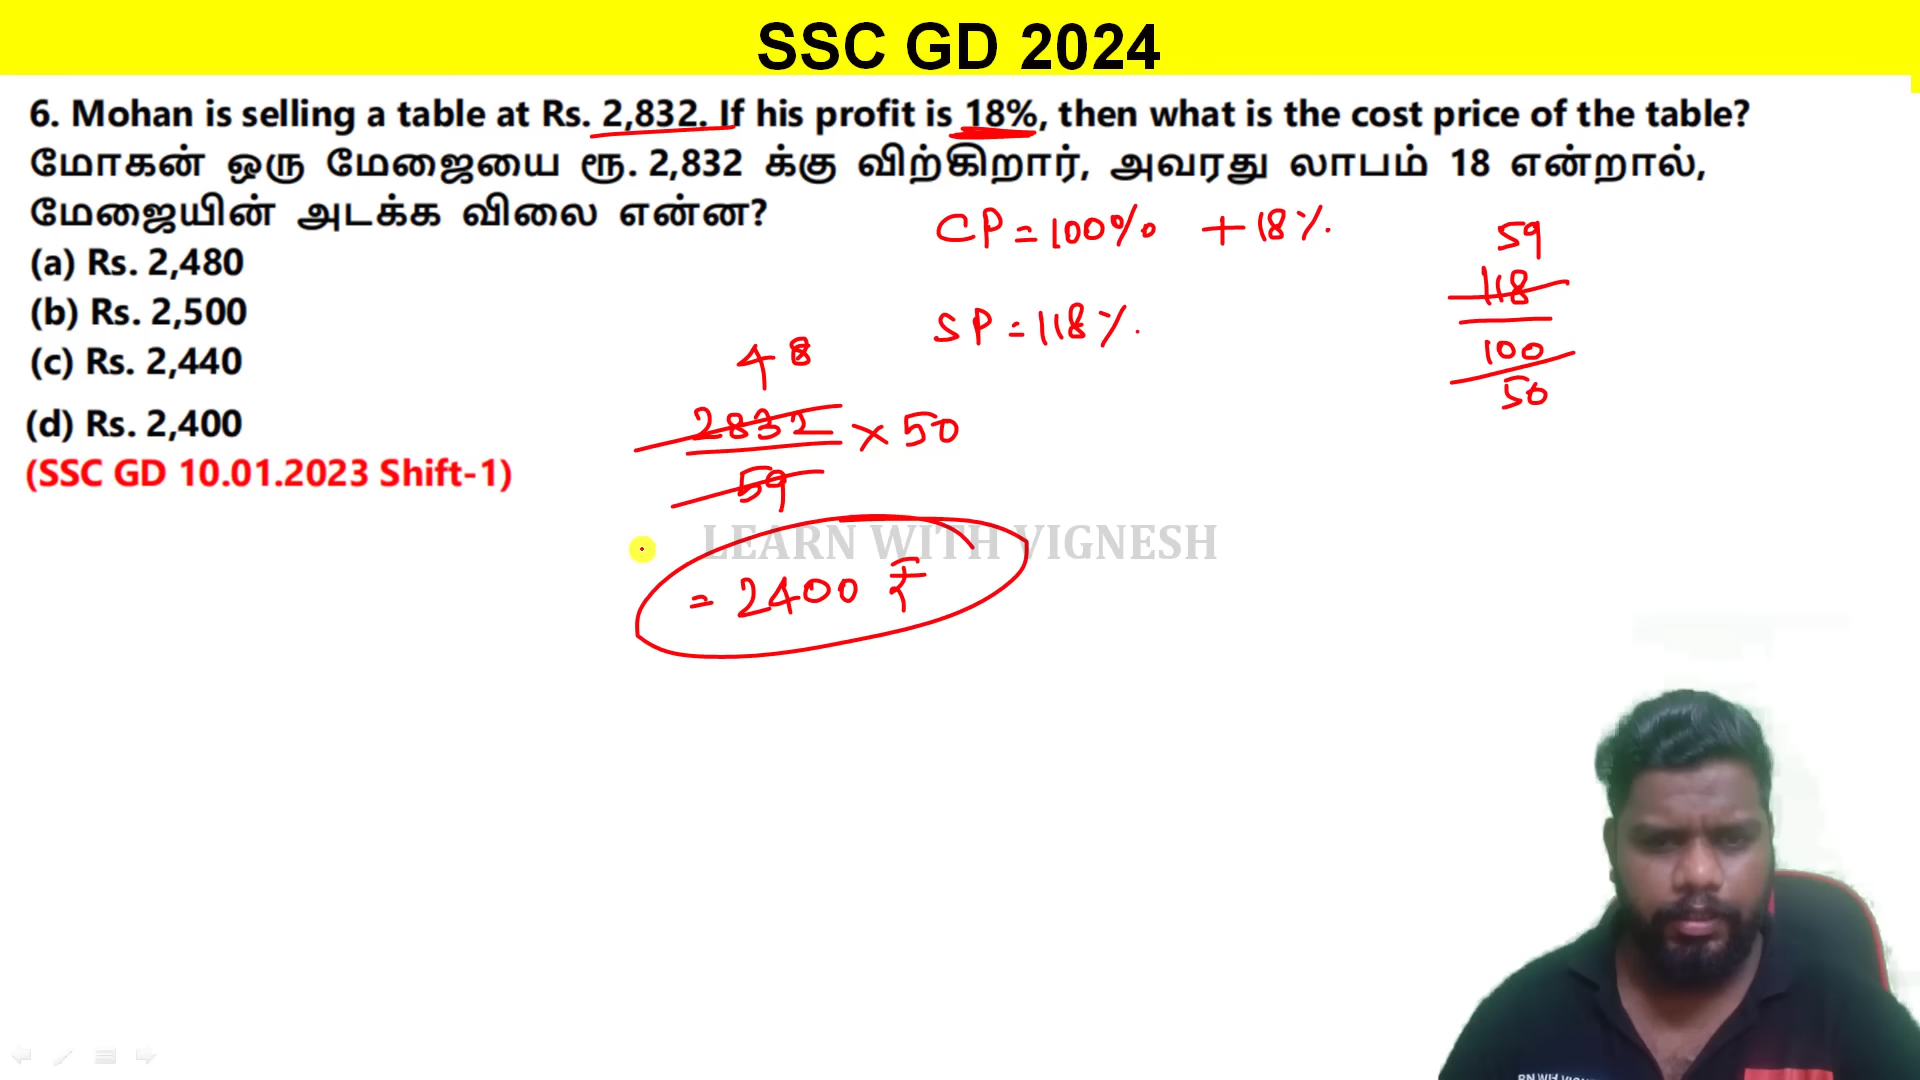 SSC GD 2024
6. Mohan is selling a table at Rs. 2,832. If his profit is 18%, then what is the cost price of the table?
மோகன் ஒரு மேஜையை ரூ. 2,832 க்கு விற்கிறார், அவரது லாபம் 18 என்றால்,
மேஜையின் அடக்க விலை என்ன?
(a) Rs. 2,480
(b) Rs. 2,500
(c) Rs. 2,440
(d) Rs. 2,400
(SSC GD 10.01.2023 Shift-1)
CP = 100% + 18%.
SP = 118%.
59
118
100
50
48
2832 × 50
59
= 2400 ₹
LEARN WITH VIGNESH